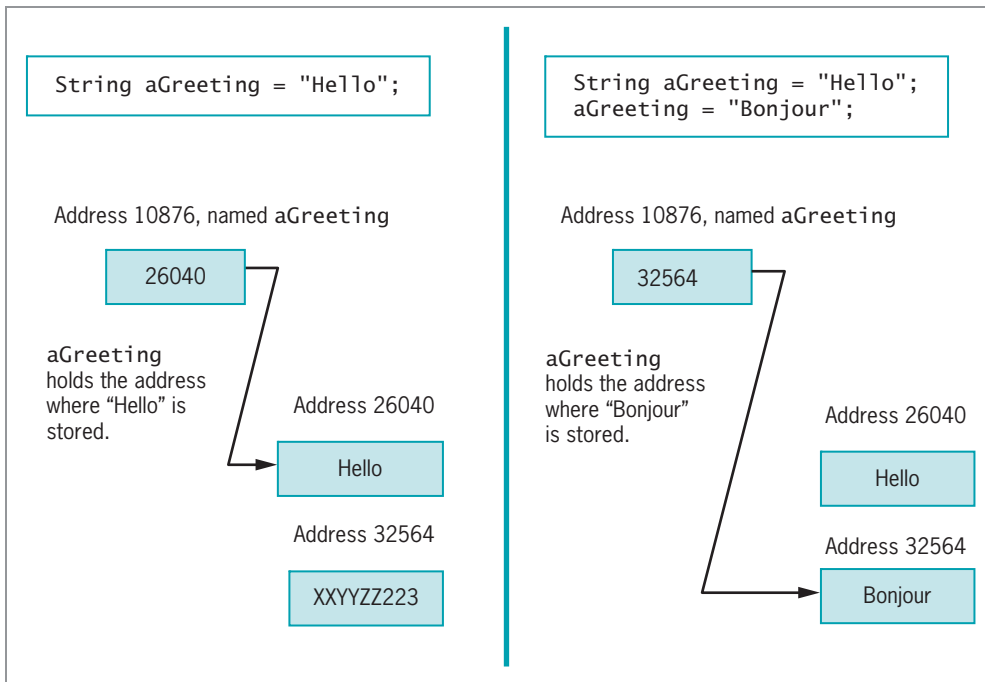 String aGreeting = "Hello";
Address 10876, named aGreeting
26040
aGreeting
holds the address
where “Hello” is
stored.
Address 26040
Hello
Address 32564
XXYYZZ223
String aGreeting = "Hello";
aGreeting = "Bonjour";
Address 10876, named aGreeting
32564
aGreeting
holds the address
where “Bonjour”
is stored.
Address 26040
Hello
Address 32564
Bonjour